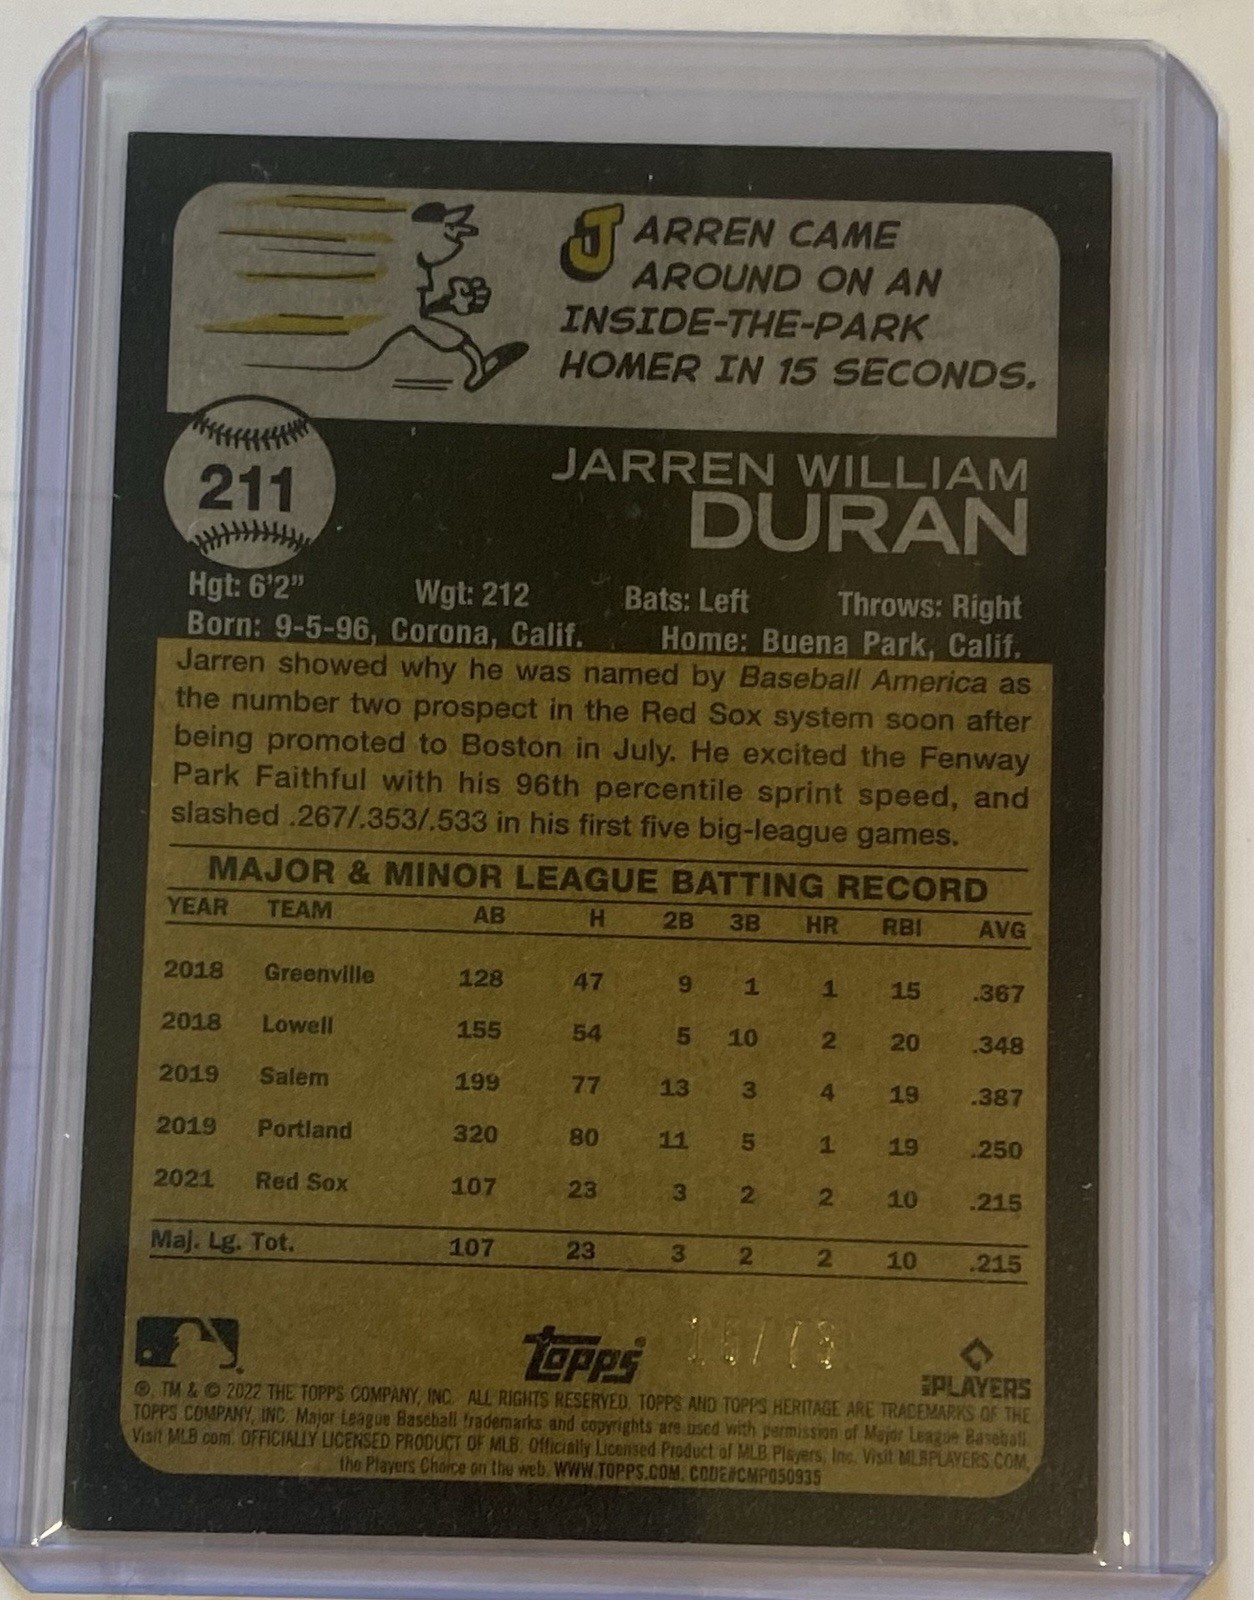 JARREN CAME
AROUND ON AN
INSIDE-THE-PARK
HOMER IN 15 SECONDS.
211
JARREN WILLIAM
DURAN
Hgt: 6'2" Wgt: 212 Bats: Left Throws: Right
Born: 9-5-96, Corona, Calif. Home: Buena Park, Calif.
Jarren showed why he was named by Baseball America as
the number two prospect in the Red Sox system soon after
being promoted to Boston in July. He excited the Fenway
Park Faithful with his 96th percentile sprint speed, and
slashed .267/.353/.533 in his first five big-league games.
MAJOR & MINOR LEAGUE BATTING RECORD
YEAR TEAM AB H 2B 3B HR RBI AVG
2018 Greenville 128 47 9 1 1 15 .367
2018 Lowell 155 54 5 10 2 20 .348
2019 Salem 199 77 13 3 4 19 .387
2019 Portland 320 80 11 5 1 19 .250
2021 Red Sox 107 23 3 2 2 10 .215
Maj. Lg. Tot. 107 23 3 2 2 10 .215
topps
PLAYERS
®, TM & © 2022 THE TOPPS COMPANY, INC. ALL RIGHTS RESERVED. TOPPS AND TOPPS HERITAGE ARE TRADEMARKS OF THE
TOPPS COMPANY, INC. Major League Baseball trademarks and copyrights are used with permission of Major League Baseball.
Visit MLB.com. OFFICIALLY LICENSED PRODUCT OF MLB. Officially Licensed Product of MLB Players, Inc. Visit MLBPLAYERS.COM,
the Players Choice on the web. WWW.TOPPS.COM. CODE#CMP050935